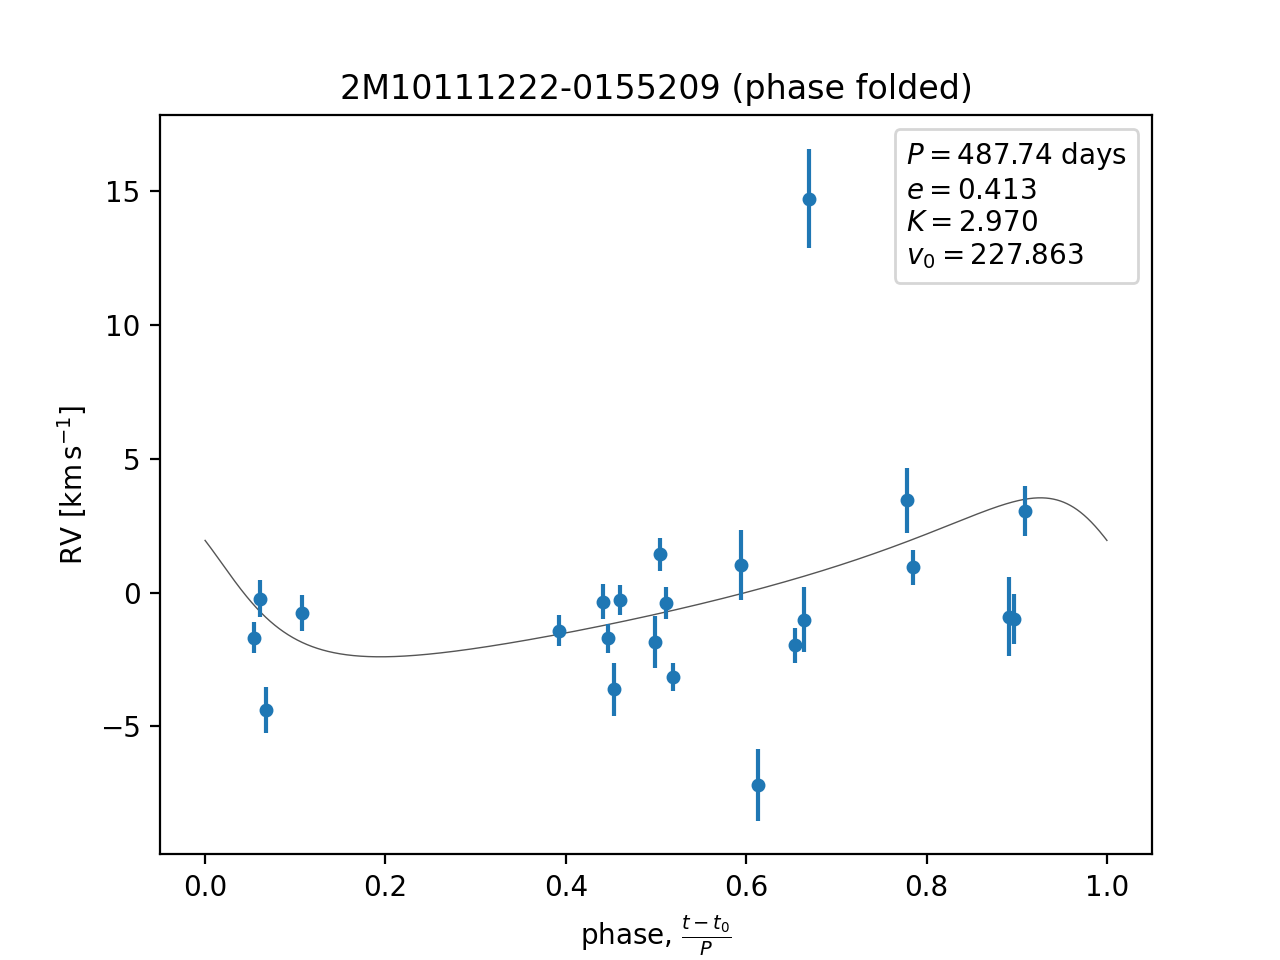 2M10111222-0155209 (phase folded)
P = 487.74 days
e = 0.413
K = 2.970
v₀ = 227.863
15
10
5
0
−5
RV [km s⁻¹]
0.0 0.2 0.4 0.6 0.8 1.0
phase, (t − t₀)/P